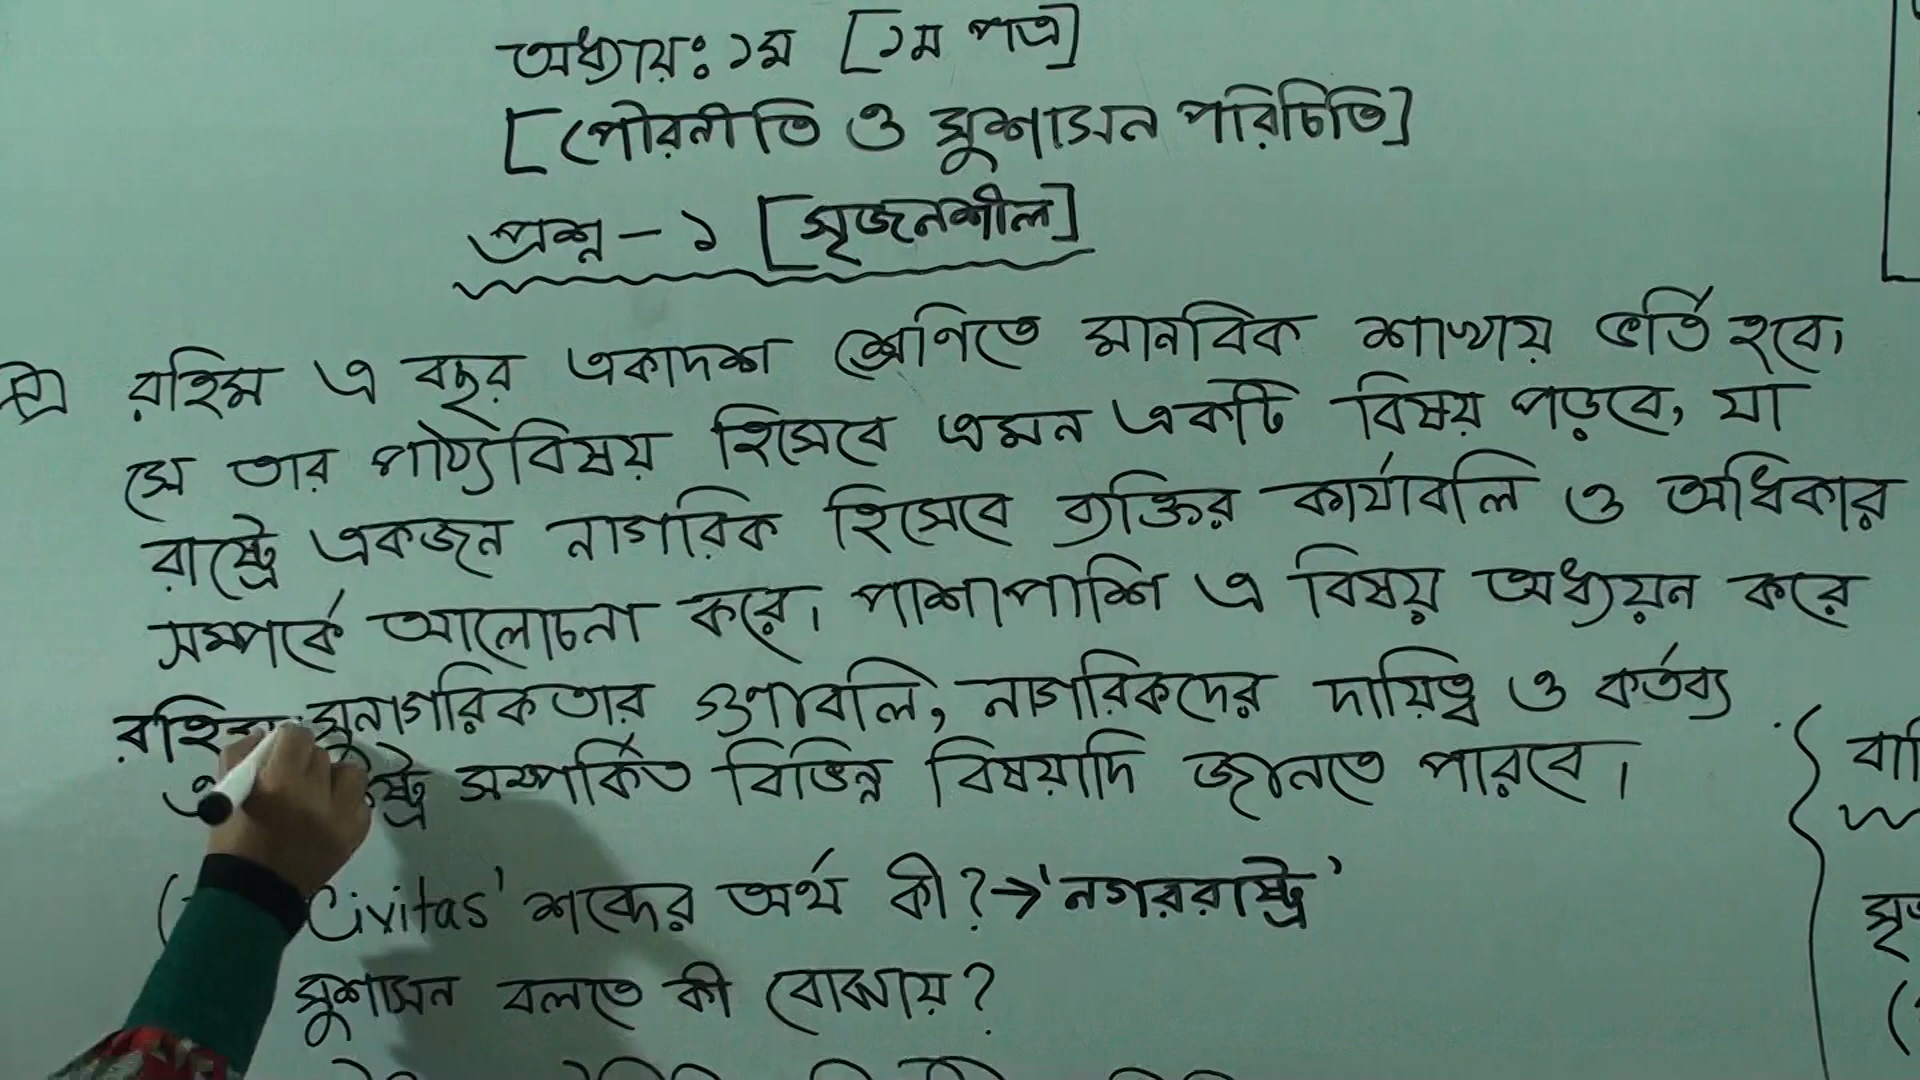 অধ্যায়ঃ ১ম [১ম পত্র]
[পৌরনীতি ও সুশাসন পরিচিতি]
প্রশ্ন – ১ [সৃজনশীল]
রহিম এ বছর একাদশ শ্রেণিতে মানবিক শাখায় ভর্তি হবে।
সে তার পাঠ্যবিষয় হিসেবে এমন একটি বিষয় পড়বে, যা
রাষ্ট্রে একজন নাগরিক হিসেবে ব্যক্তির কার্যাবলি ও অধিকার
সম্পর্কে আলোচনা করে। পাশাপাশি এ বিষয় অধ্যয়ন করে
রহিম সুনাগরিকতার গুণাবলি, নাগরিকদের দায়িত্ব ও কর্তব্য
সম্পর্কিত বিভিন্ন বিষয়াদি জানতে পারবে।
Civitas' শব্দের অর্থ কী? → 'নগররাষ্ট্র'
সুশাসন বলতে কী বোঝায়?